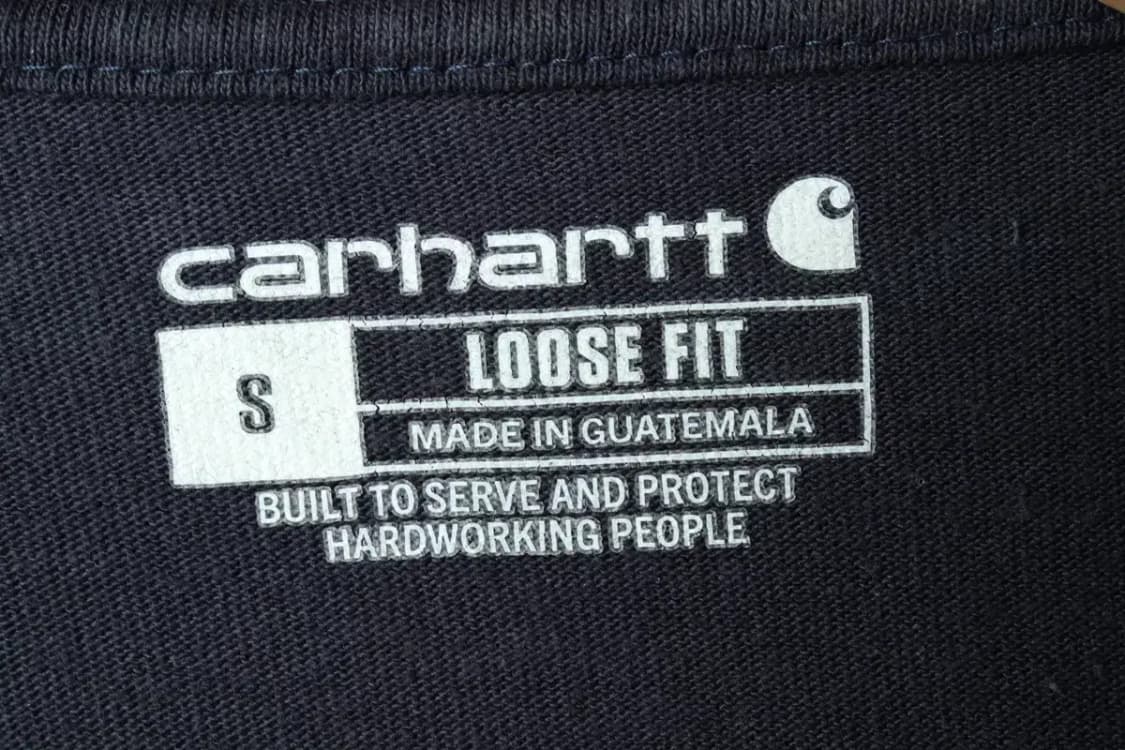 carhartt
S
LOOSE FIT
MADE IN GUATEMALA
BUILT TO SERVE AND PROTECT
HARDWORKING PEOPLE